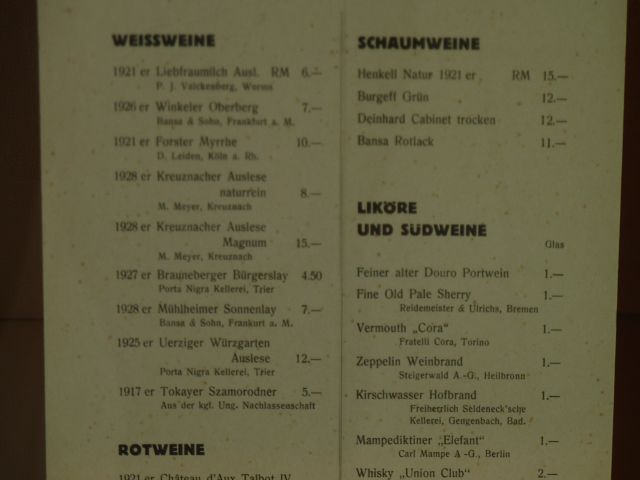 WEISSWEINE
1921 er Liebfraumilch Ausl. RM 6.—
P. J. Valckenberg, Worms
1926 er Winkeler Oberberg 7.—
Bansa & Sohn, Frankfurt a. M.
1921 er Forster Myrrhe 10.—
D. Leiden, Köln a. Rh.
1928 er Kreuznacher Auslese
naturrein 8.—
M. Meyer, Kreuznach
1928 er Kreuznacher Auslese
Magnum 15.—
M. Meyer, Kreuznach
1927 er Brauneberger Bürgerslay 4.50
Porta Nigra Kellerei, Trier
1928 er Mühlheimer Sonnenlay 7.—
Bansa & Sohn, Frankurt a. M.
1925 er Uerziger Würzgarten
Auslese 12.—
Porta Nigra Kellerei, Trier
1917 er Tokayer Szamorodner 5.—
Aus der kgl. Ung. Nachlassenschaft
ROTWEINE
1921 er Château d'Aux Talbot IV
SCHAUMWEINE
Henkell Natur 1921 er RM 15.—
Burgeff Grün 12.—
Deinhard Cabinet trocken 12.—
Bansa Rotlack 11.—
LIKÖRE
UND SÜDWEINE
Glas
Feiner alter Douro Portwein 1.—
Fine Old Pale Sherry 1.—
Reidemeister & Ulrichs, Bremen
Vermouth „Cora" 1.—
Fratelli Cora, Torino
Zeppelin Weinbrand 1.—
Steigerwald A.-G., Heilbronn
Kirschwasser Hofbrand 1.—
Freiherrlich Seldeneck'sche
Kellerei, Gengenbach, Bad.
Mampediktiner „Elefant" 1.—
Carl Mampe A-G., Berlin
Whisky „Union Club" 2.—